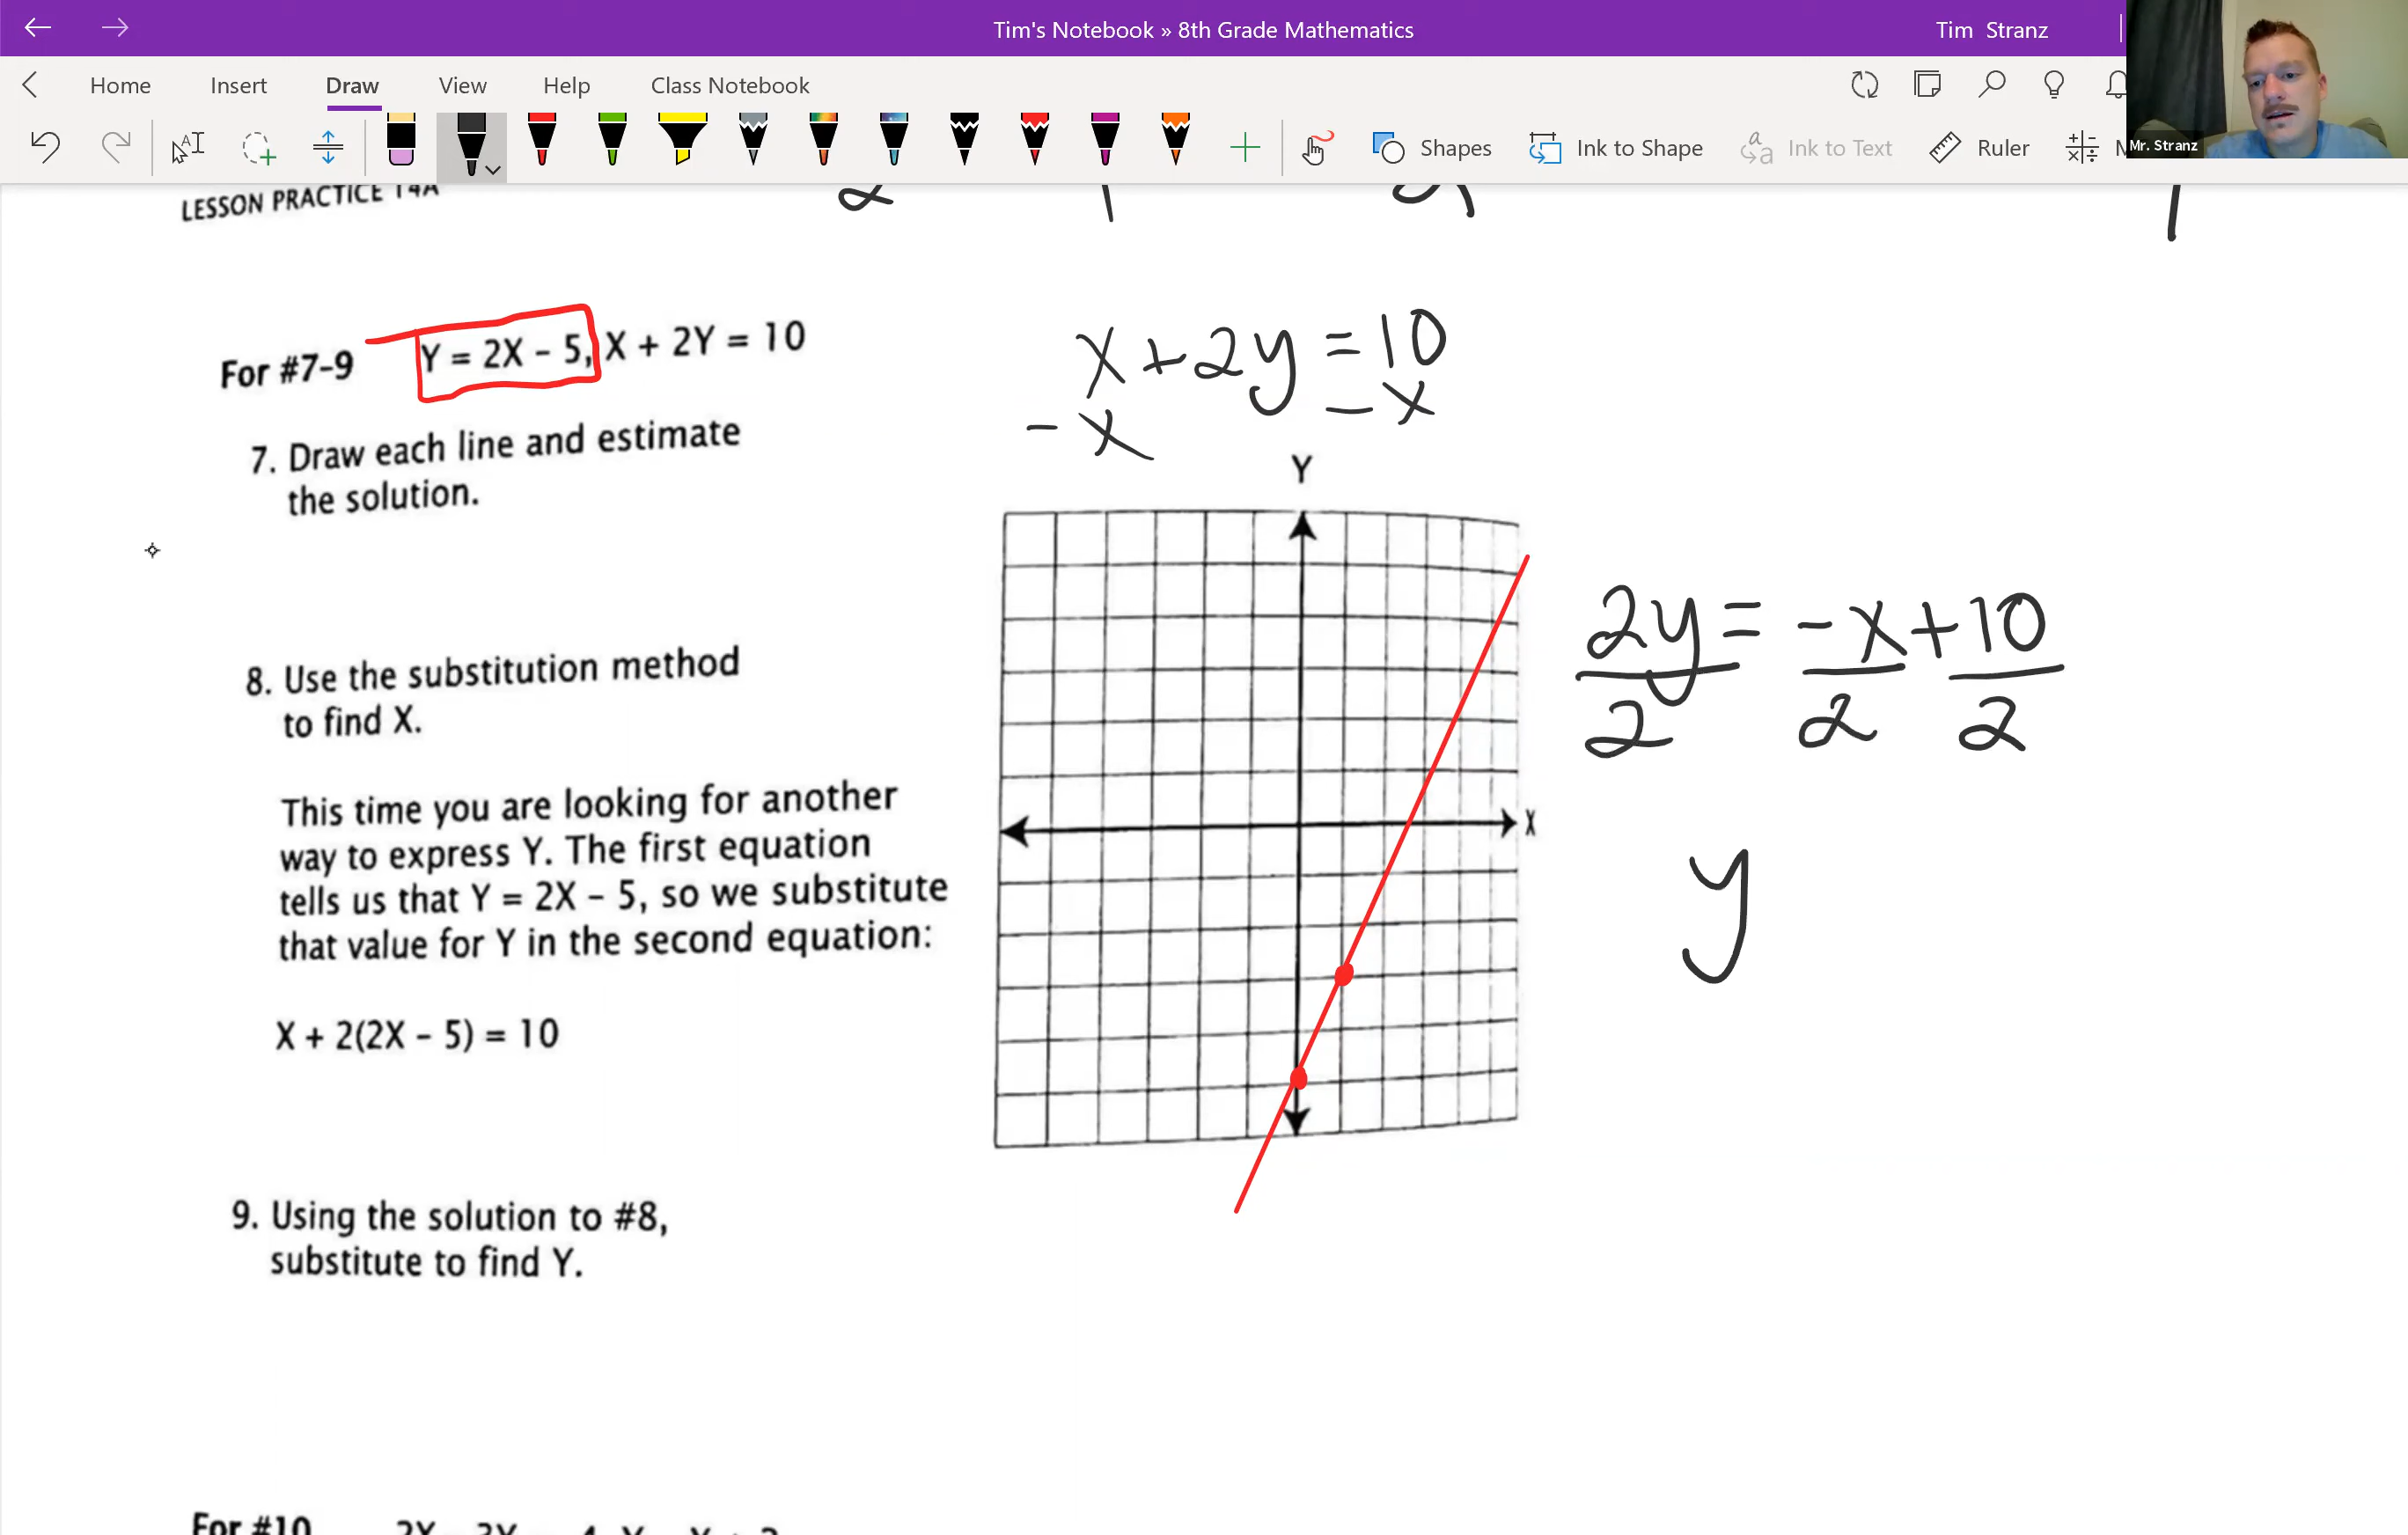 Tim's Notebook » 8th Grade Mathematics
Tim Stranz
Home Insert Draw View Help Class Notebook
Shapes Ink to Shape Ink to Text Ruler
Mr. Stranz
LESSON PRACTICE 14A
For #7-9 Y = 2X - 5, X + 2Y = 10
x + 2y = 10
- x - x
7. Draw each line and estimate
the solution.
Y
X
2y = -x + 10
2 2 2
y
8. Use the substitution method
to find X.
This time you are looking for another
way to express Y. The first equation
tells us that Y = 2X - 5, so we substitute
that value for Y in the second equation:
X + 2(2X - 5) = 10
9. Using the solution to #8,
substitute to find Y.
For #10